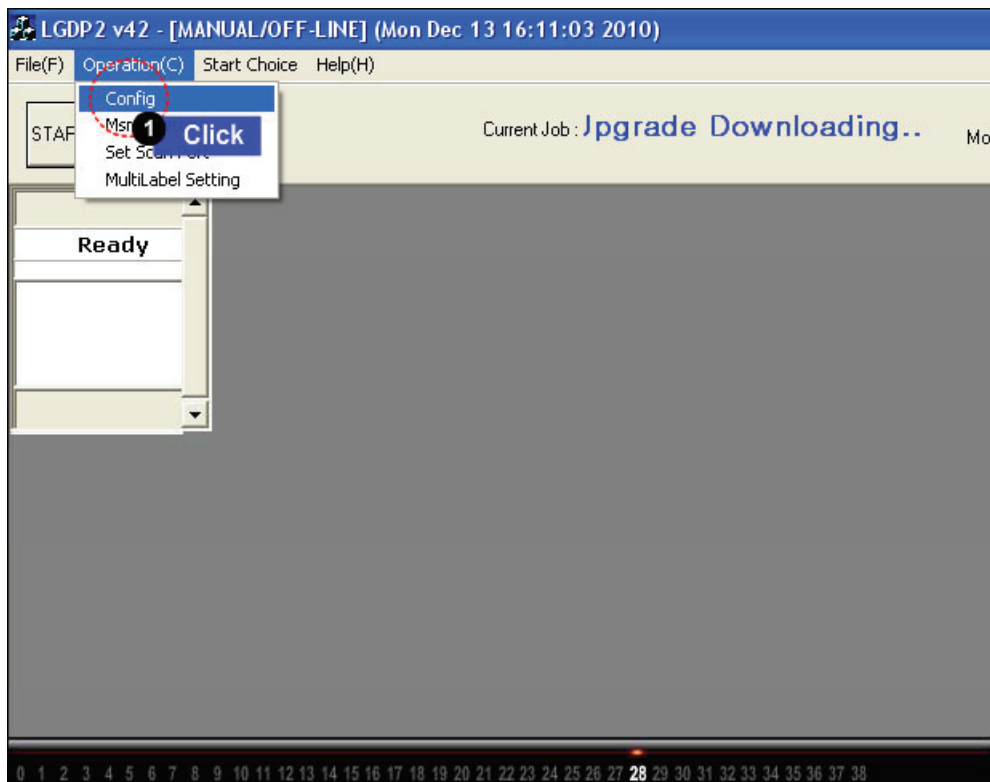 LGDP2 v42 - [MANUAL/OFF-LINE] (Mon Dec 13 16:11:03 2010)
File(F) Operation(C) Start Choice Help(H)
Config
1 Click
Set Scan Port
MultiLabel Setting
Current Job : Jpgrade Downloading..
Ready
0 1 2 3 4 5 6 7 8 9 10 11 12 13 14 15 16 17 18 19 20 21 22 23 24 25 26 27 28 29 30 31 32 33 34 35 36 37 38